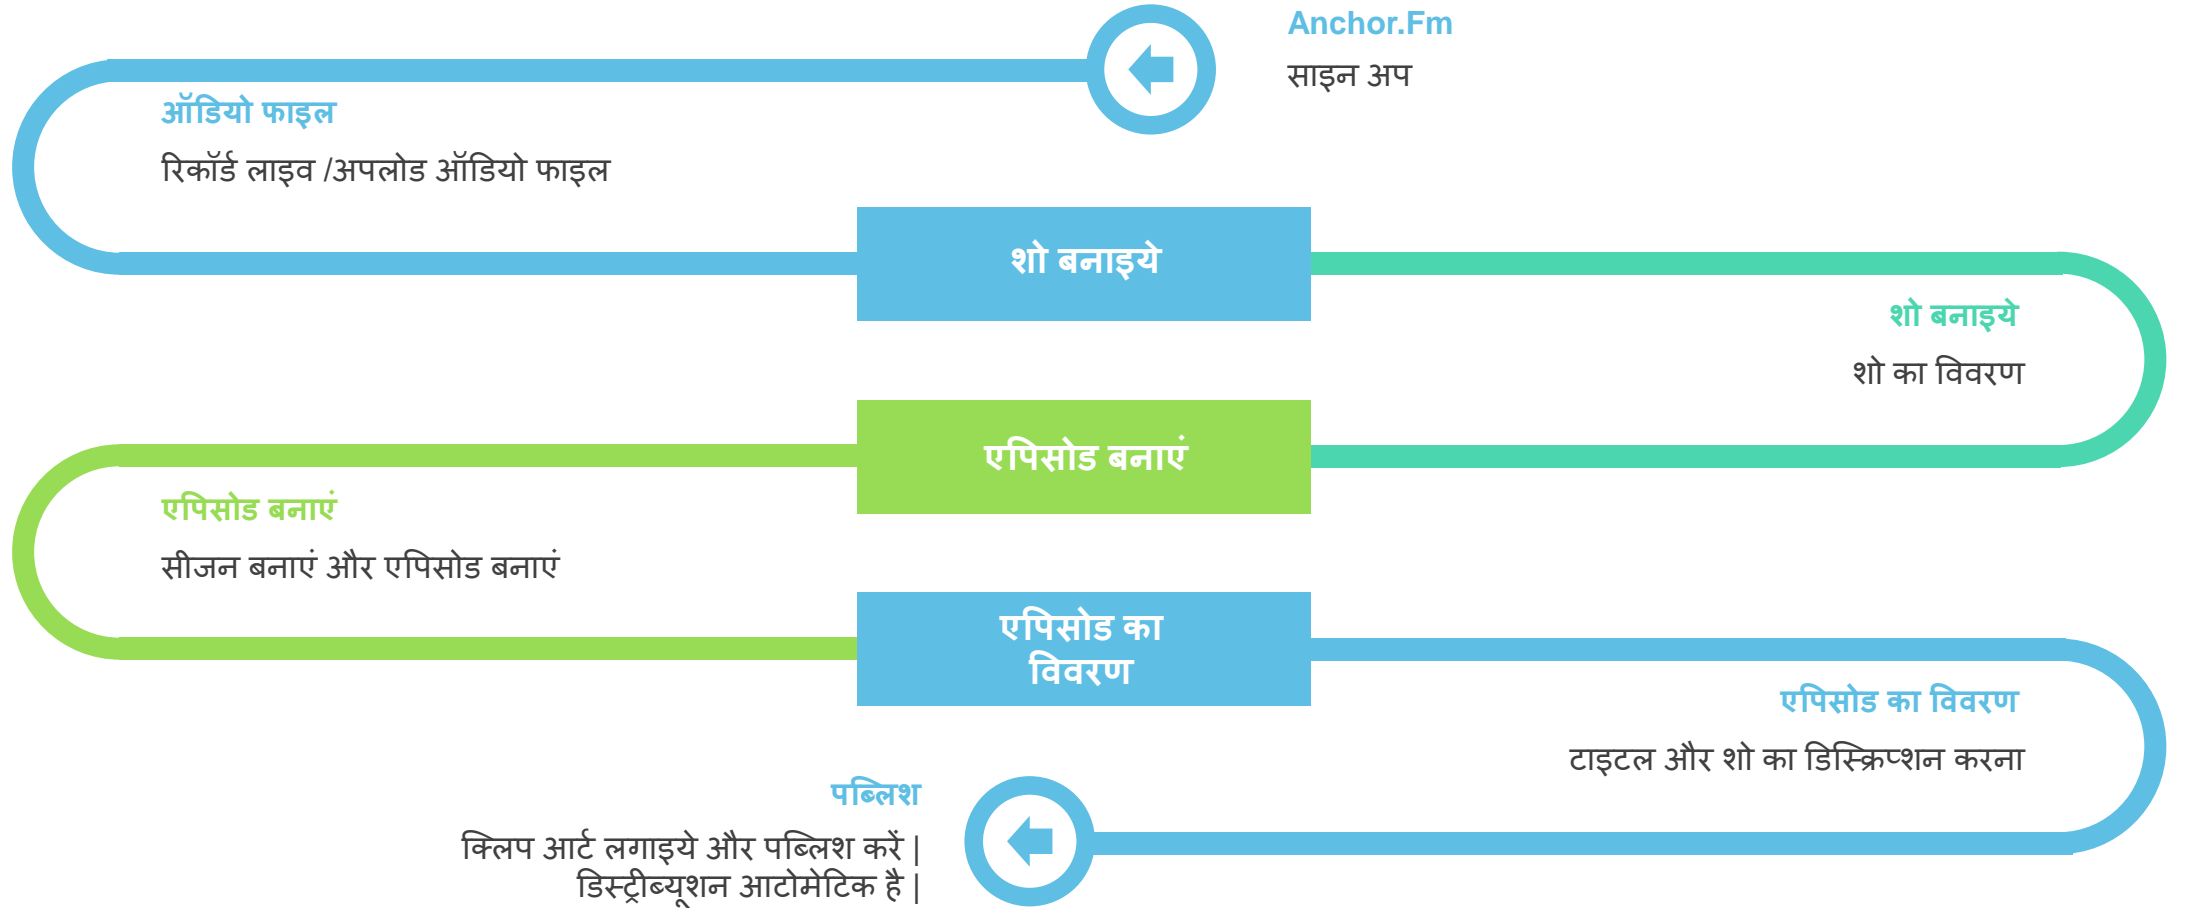 Anchor.Fm
साइन अप
ऑडियो फाइल
रिकॉर्ड लाइव /अपलोड ऑडियो फाइल
शो बनाइये
शो बनाइये
शो का विवरण
एपिसोड बनाएं
एपिसोड बनाएं
सीजन बनाएं और एपिसोड बनाएं
एपिसोड का
विवरण
एपिसोड का विवरण
टाइटल और शो का डिस्क्रिप्शन करना
पब्लिश
क्लिप आर्ट लगाइये और पब्लिश करें |
डिस्ट्रीब्यूशन आटोमेटिक है |